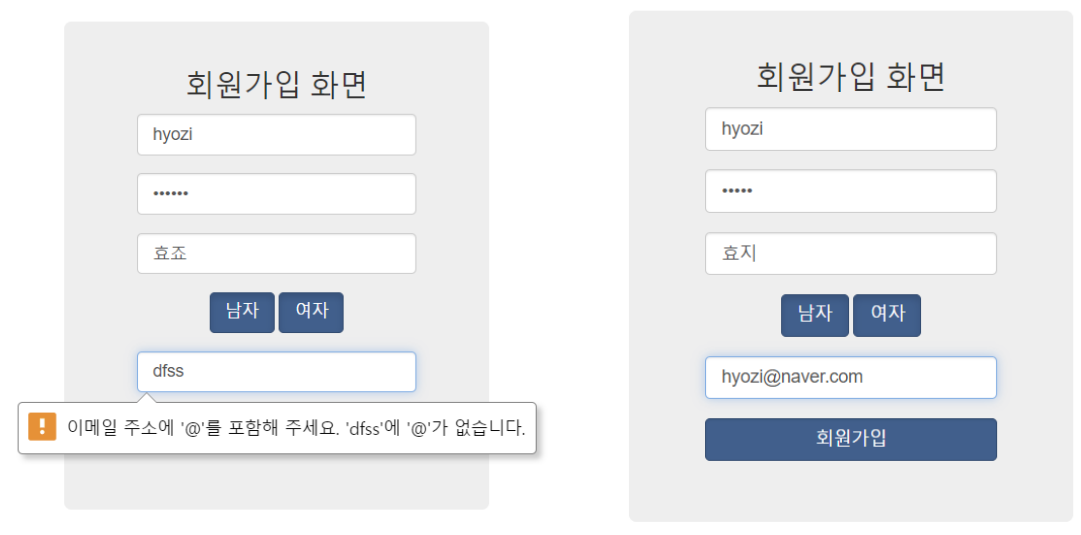 회원가입 화면
hyozi
••••••
효죠
남자 여자
dfss
! 이메일 주소에 '@'를 포함해 주세요. 'dfss'에 '@'가 없습니다.
회원가입 화면
hyozi
•••••
효지
남자 여자
hyozi@naver.com
회원가입